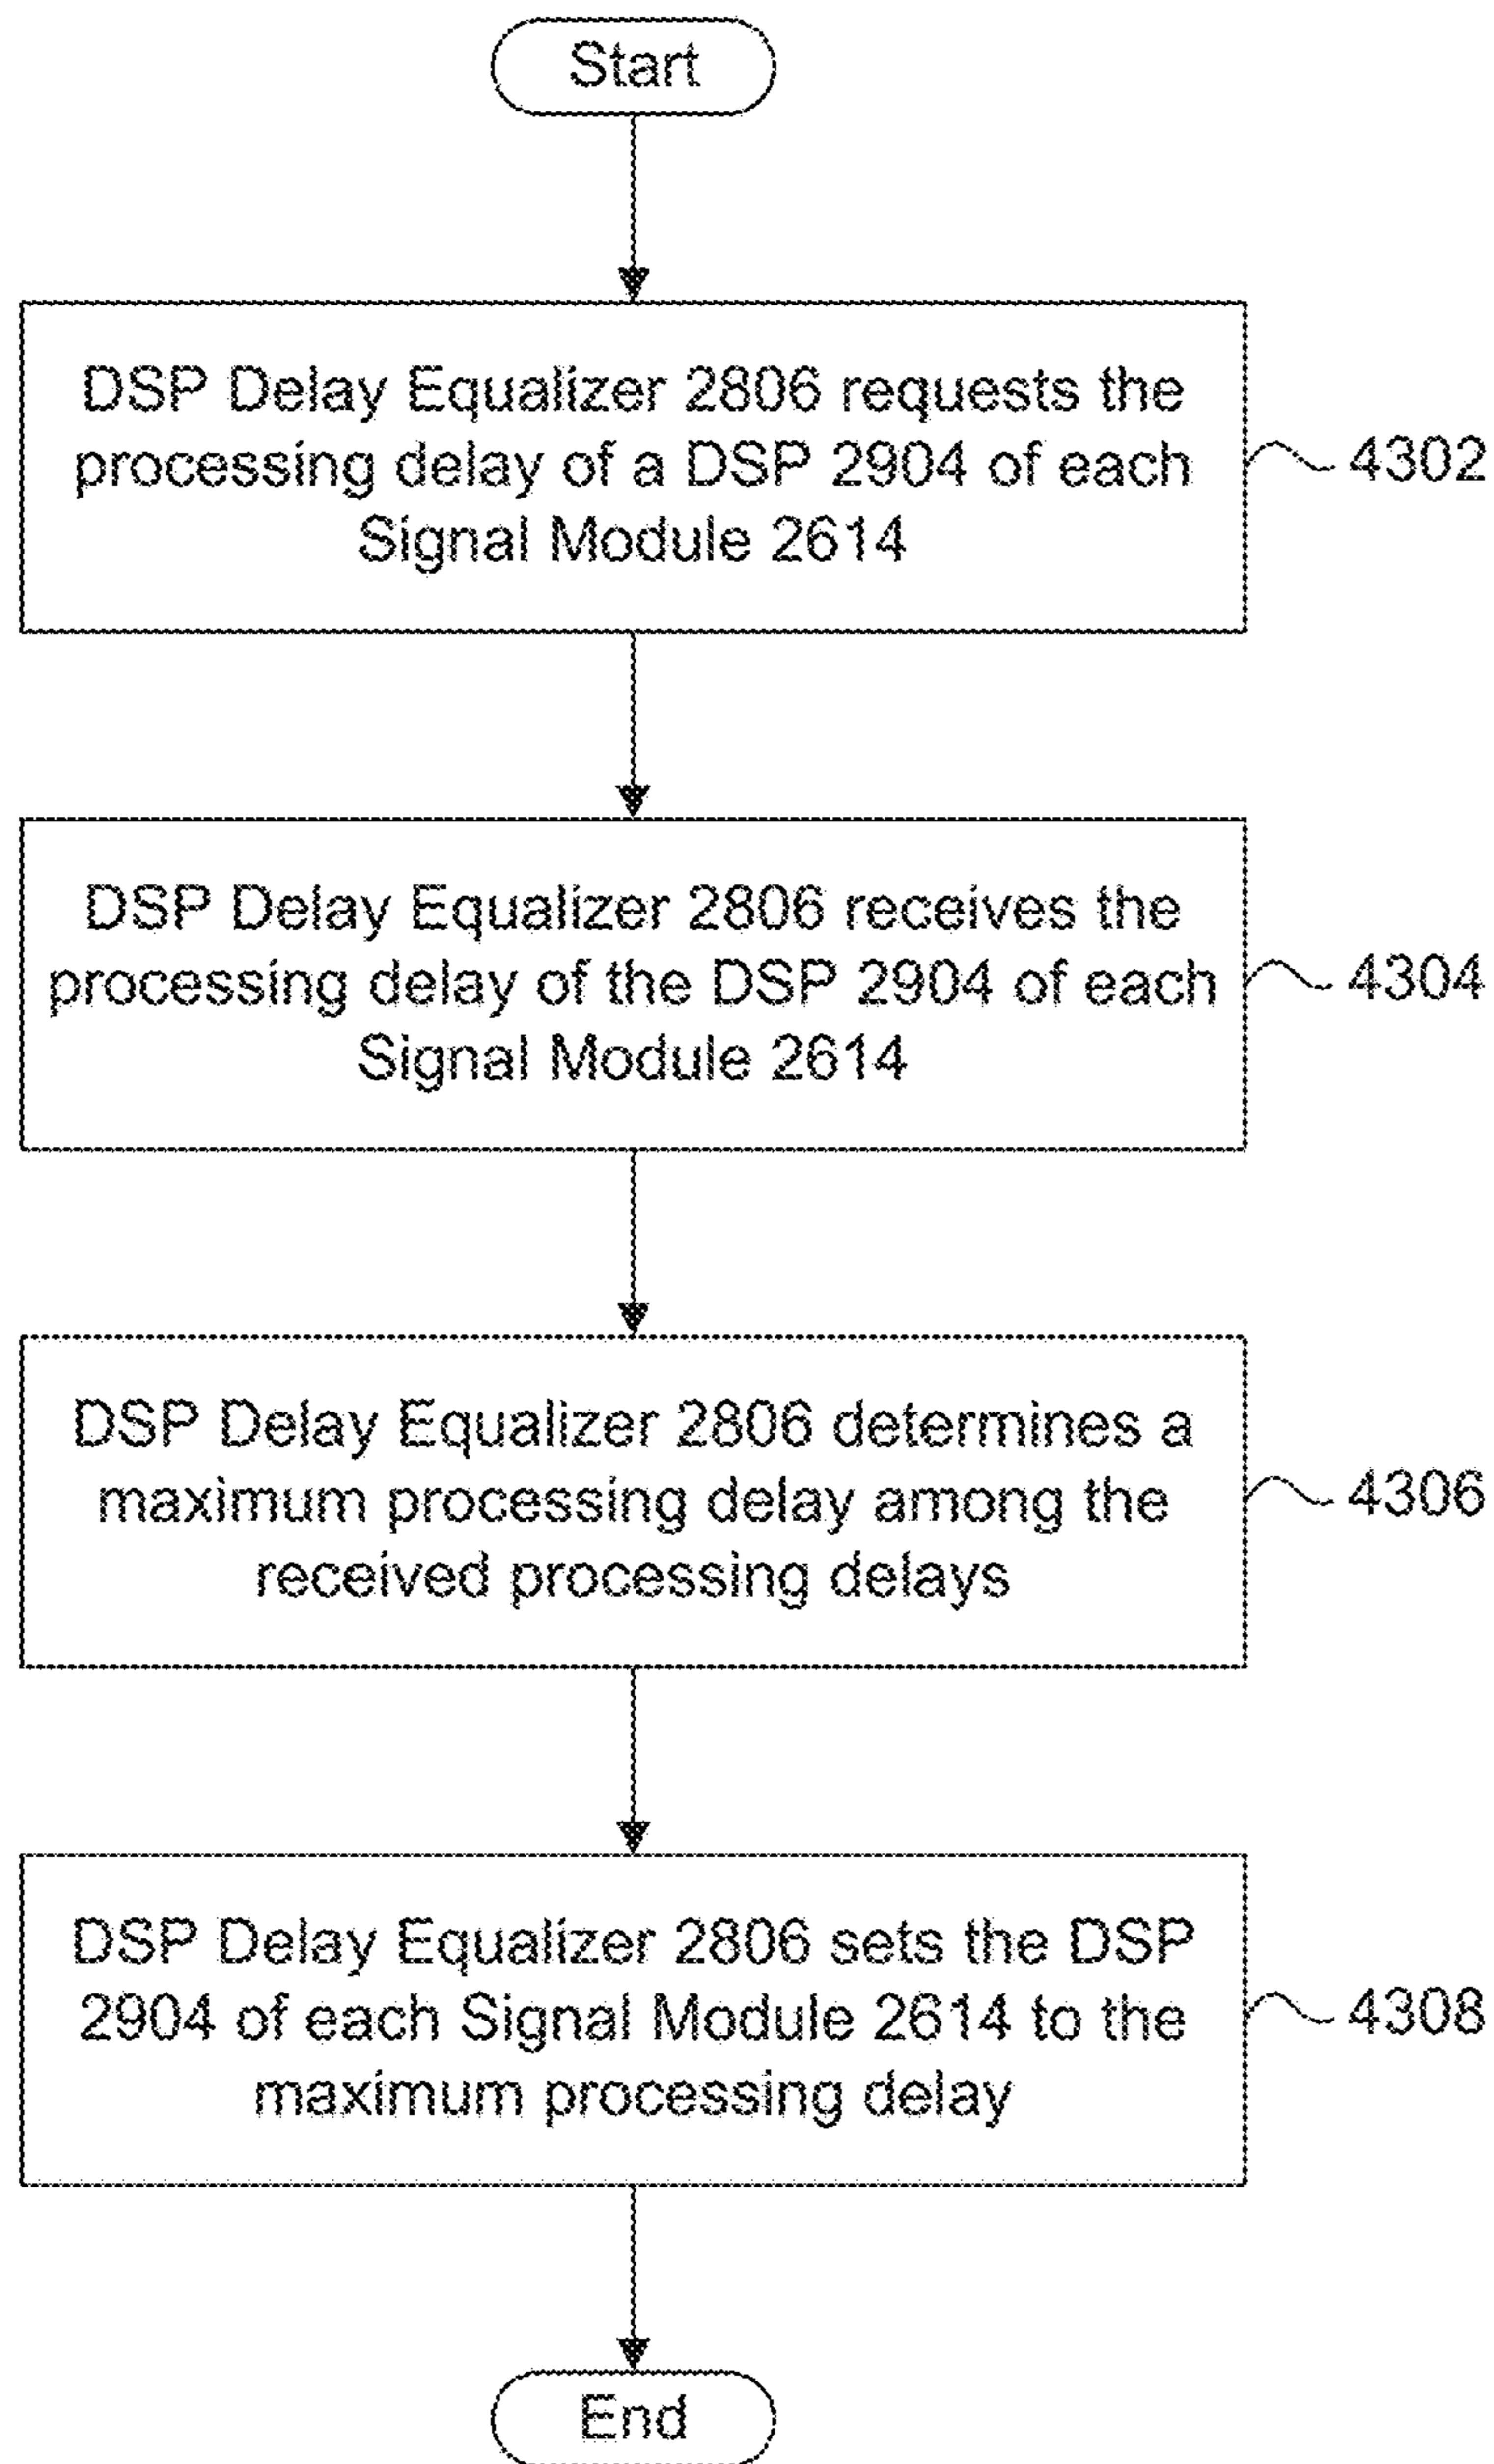 Start
DSP Delay Equalizer 2806 requests the
processing delay of a DSP 2904 of each
Signal Module 2614
4302
DSP Delay Equalizer 2806 receives the
processing delay of the DSP 2904 of each
Signal Module 2614
4304
DSP Delay Equalizer 2806 determines a
maximum processing delay among the
received processing delays
4306
DSP Delay Equalizer 2806 sets the DSP
2904 of each Signal Module 2614 to the
maximum processing delay
4308
End